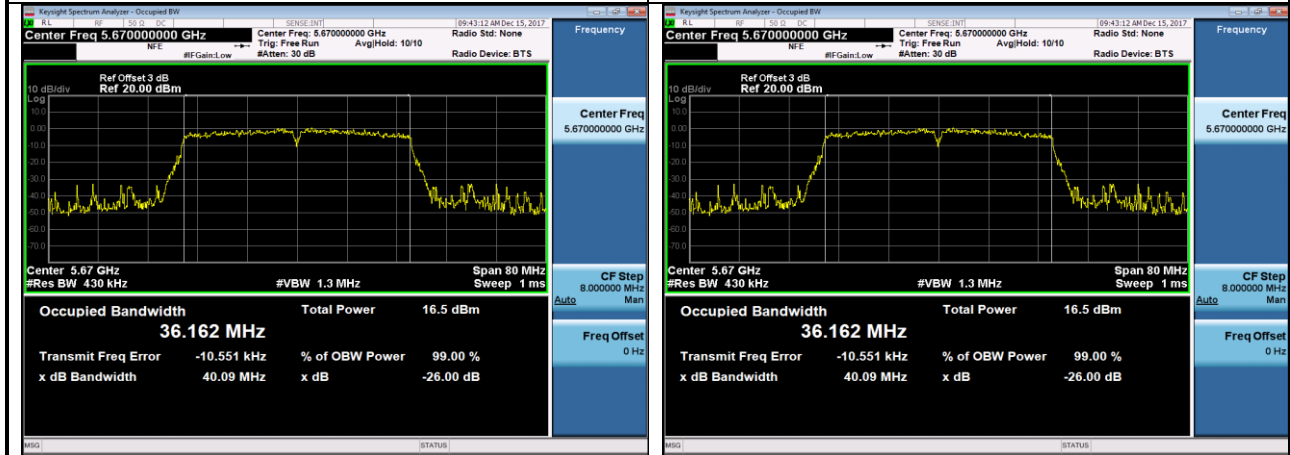 Keysight Spectrum Analyzer - Occupied BW
RL RF 50 Ω DC SENSE:INT 09:43:12 AM Dec 15, 2017
Center Freq 5.670000000 GHz Center Freq: 5.670000000 GHz Radio Std: None
NFE Trig: Free Run Avg|Hold: 10/10
#IFGain:Low #Atten: 30 dB Radio Device: BTS
Ref Offset 3 dB
10 dB/div Ref 20.00 dBm
Log
10.0
0.00
-10.0
-20.0
-30.0
-40.0
-50.0
-60.0
-70.0
Center 5.67 GHz Span 80 MHz
#Res BW 430 kHz #VBW 1.3 MHz Sweep 1 ms
Occupied Bandwidth Total Power 16.5 dBm
36.162 MHz
Transmit Freq Error -10.551 kHz % of OBW Power 99.00 %
x dB Bandwidth 40.09 MHz x dB -26.00 dB
MSG STATUS
Frequency
Center Freq
5.670000000 GHz
CF Step
8.000000 MHz
Auto Man
Freq Offset
0 Hz
Keysight Spectrum Analyzer - Occupied BW
RL RF 50 Ω DC SENSE:INT 09:43:12 AM Dec 15, 2017
Center Freq 5.670000000 GHz Center Freq: 5.670000000 GHz Radio Std: None
NFE Trig: Free Run Avg|Hold: 10/10
#IFGain:Low #Atten: 30 dB Radio Device: BTS
Ref Offset 3 dB
10 dB/div Ref 20.00 dBm
Log
10.0
0.00
-10.0
-20.0
-30.0
-40.0
-50.0
-60.0
-70.0
Center 5.67 GHz Span 80 MHz
#Res BW 430 kHz #VBW 1.3 MHz Sweep 1 ms
Occupied Bandwidth Total Power 16.5 dBm
36.162 MHz
Transmit Freq Error -10.551 kHz % of OBW Power 99.00 %
x dB Bandwidth 40.09 MHz x dB -26.00 dB
MSG STATUS
Frequency
Center Freq
5.670000000 GHz
CF Step
8.000000 MHz
Auto Man
Freq Offset
0 Hz